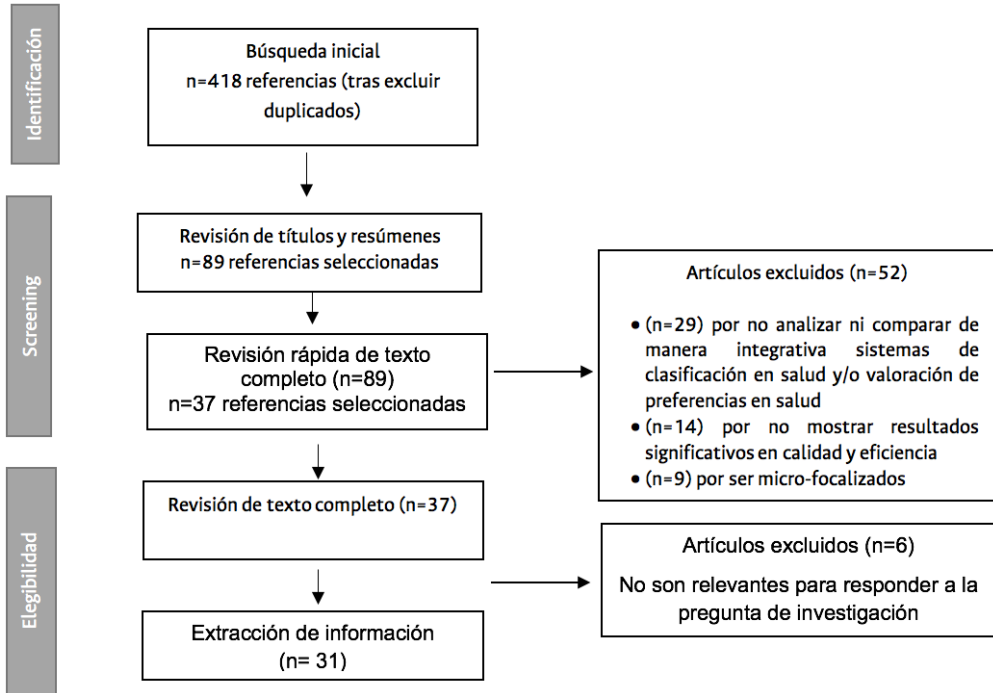 Identificación
Búsqueda inicial
n=418 referencias (tras excluir
duplicados)
Screening
Revisión de títulos y resúmenes
n=89 referencias seleccionadas
Revisión rápida de texto
completo (n=89)
n=37 referencias seleccionadas
Artículos excluidos (n=52)
• (n=29) por no analizar ni comparar de
manera integrativa sistemas de
clasificación en salud y/o valoración de
preferencias en salud
• (n=14) por no mostrar resultados
significativos en calidad y eficiencia
• (n=9) por ser micro-focalizados
Elegibilidad
Revisión de texto completo (n=37)
Artículos excluidos (n=6)
No son relevantes para responder a la
pregunta de investigación
Extracción de información
(n= 31)